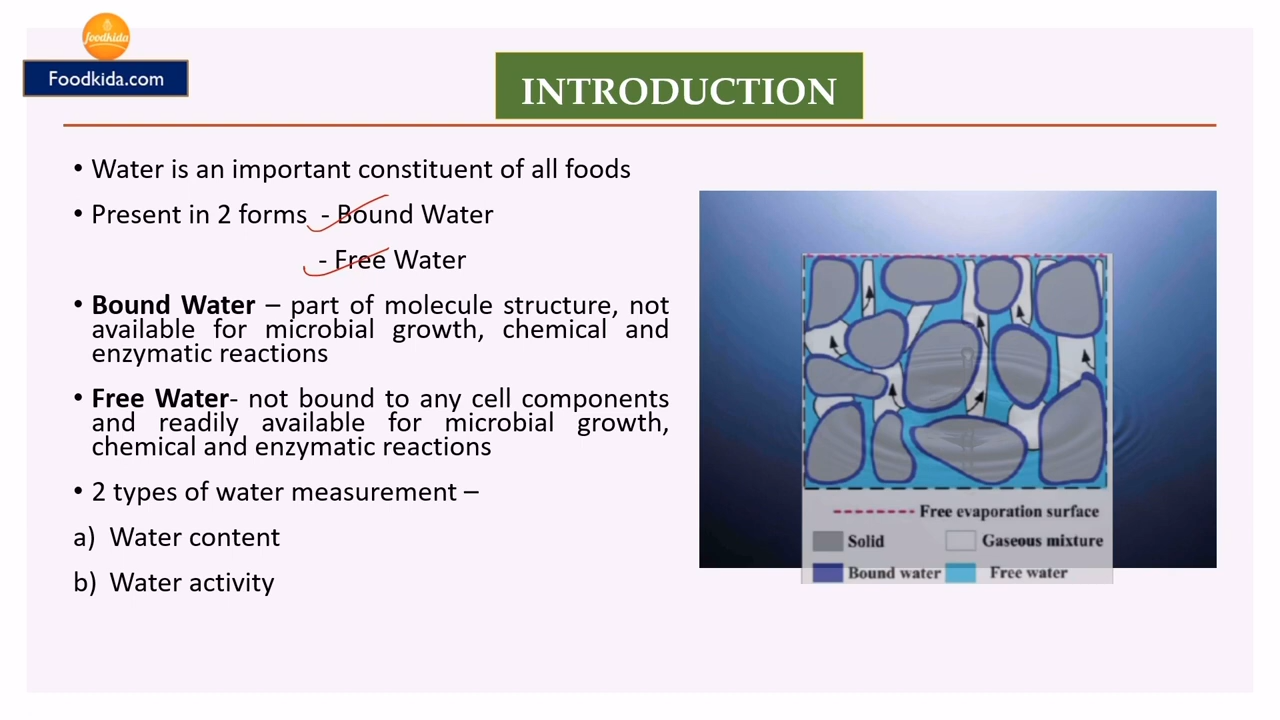 foodkida
Foodkida.com
INTRODUCTION
• Water is an important constituent of all foods
• Present in 2 forms - Bound Water
- Free Water
• Bound Water – part of molecule structure, not
available for microbial growth, chemical and
enzymatic reactions
• Free Water- not bound to any cell components
and readily available for microbial growth,
chemical and enzymatic reactions
• 2 types of water measurement –
a) Water content
b) Water activity
Free evaporation surface
Solid Gaseous mixture
Bound water Free water